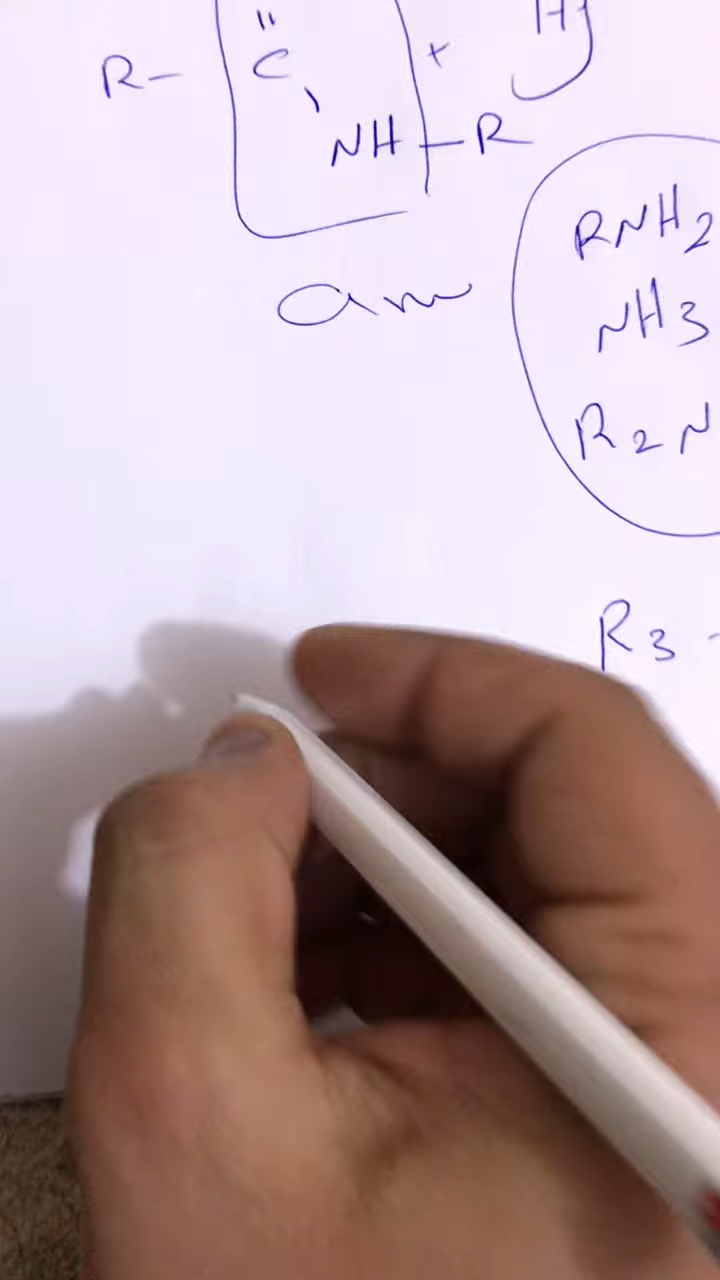 "
R- C + H
NH-R
RNH2
am
NH3
R2N
R3-